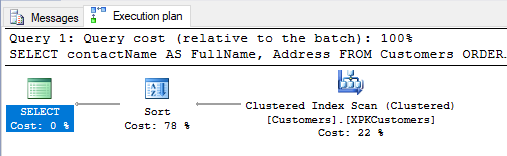 Messages Execution plan
Query 1: Query cost (relative to the batch): 100%
SELECT contactName AS FullName, Address FROM Customers ORDER…
SELECT
Cost: 0 %
Sort
Cost: 78 %
Clustered Index Scan (Clustered)
[Customers].[XPKCustomers]
Cost: 22 %